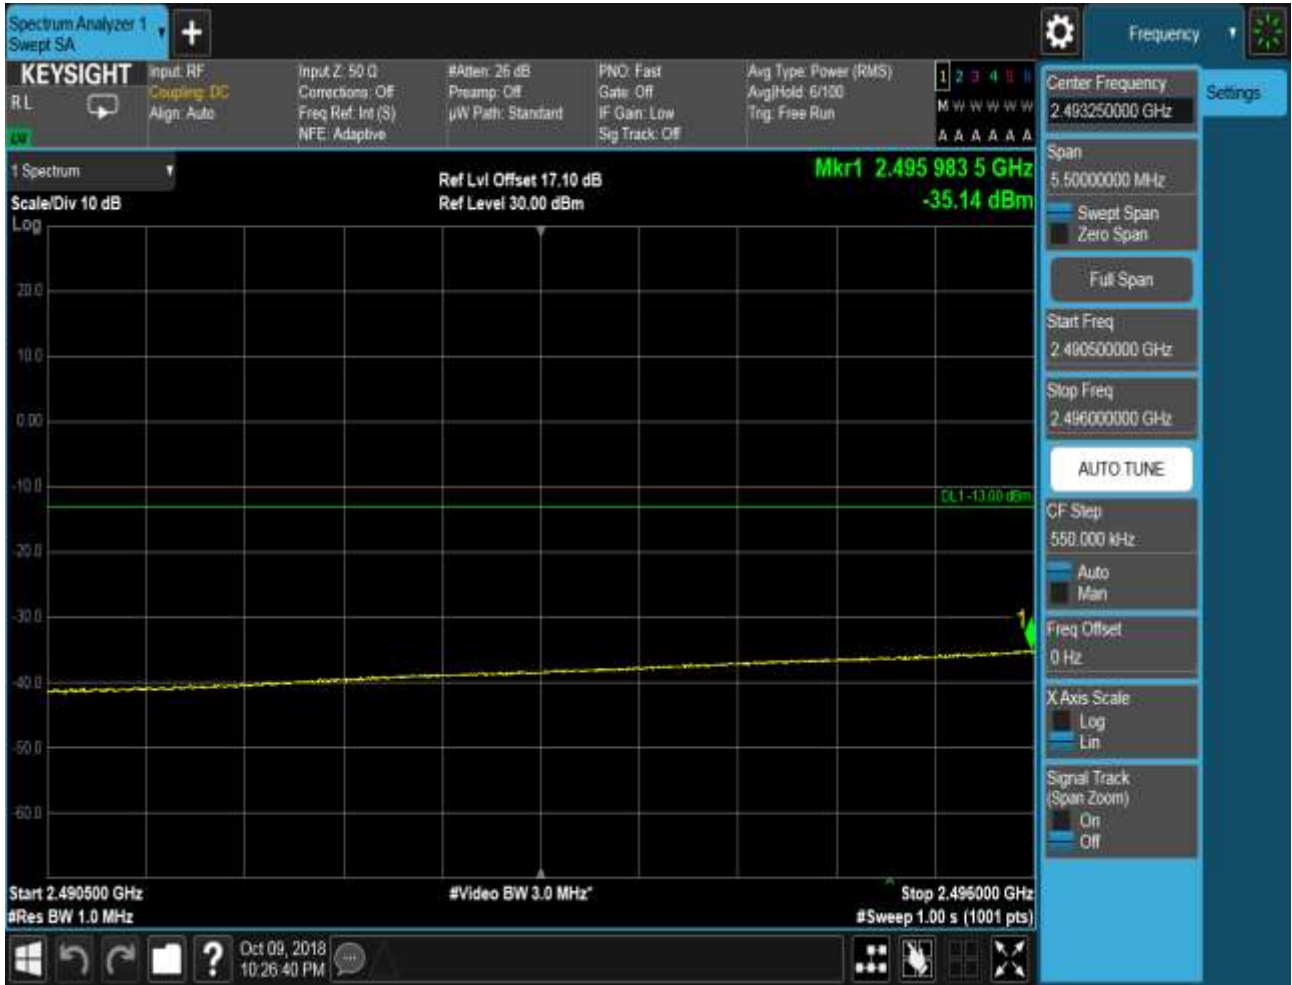 Spectrum Analyzer 1
Swept SA
Frequency
KEYSIGHT
R L
Input: RF
Coupling: DC
Align: Auto
Input Z: 50 Ω
Corrections: Off
Freq Ref: Int (S)
NFE: Adaptive
#Atten: 26 dB
Preamp: Off
µW Path: Standard
PNO: Fast
Gate: Off
IF Gain: Low
Sig Track: Off
Avg Type: Power (RMS)
Avg|Hold: 6/100
Trig: Free Run
1 2 3 4 5 6
M W W W W W
A A A A A A
1 Spectrum
Scale/Div 10 dB
Log
Ref Lvl Offset 17.10 dB
Ref Level 30.00 dBm
Mkr1 2.495 983 5 GHz
-35.14 dBm
20.0
10.0
0.00
-10.0
-20.0
-30.0
-40.0
-50.0
-60.0
DL1 -13.00 dBm
1
Start 2.490500 GHz
#Res BW 1.0 MHz
#Video BW 3.0 MHz*
Stop 2.496000 GHz
#Sweep 1.00 s (1001 pts)
Center Frequency
2.493250000 GHz
Settings
Span
5.50000000 MHz
Swept Span
Zero Span
Full Span
Start Freq
2.490500000 GHz
Stop Freq
2.496000000 GHz
AUTO TUNE
CF Step
550.000 kHz
Auto
Man
Freq Offset
0 Hz
X Axis Scale
Log
Lin
Signal Track
(Span Zoom)
On
Off
?
Oct 09, 2018
10:26:40 PM